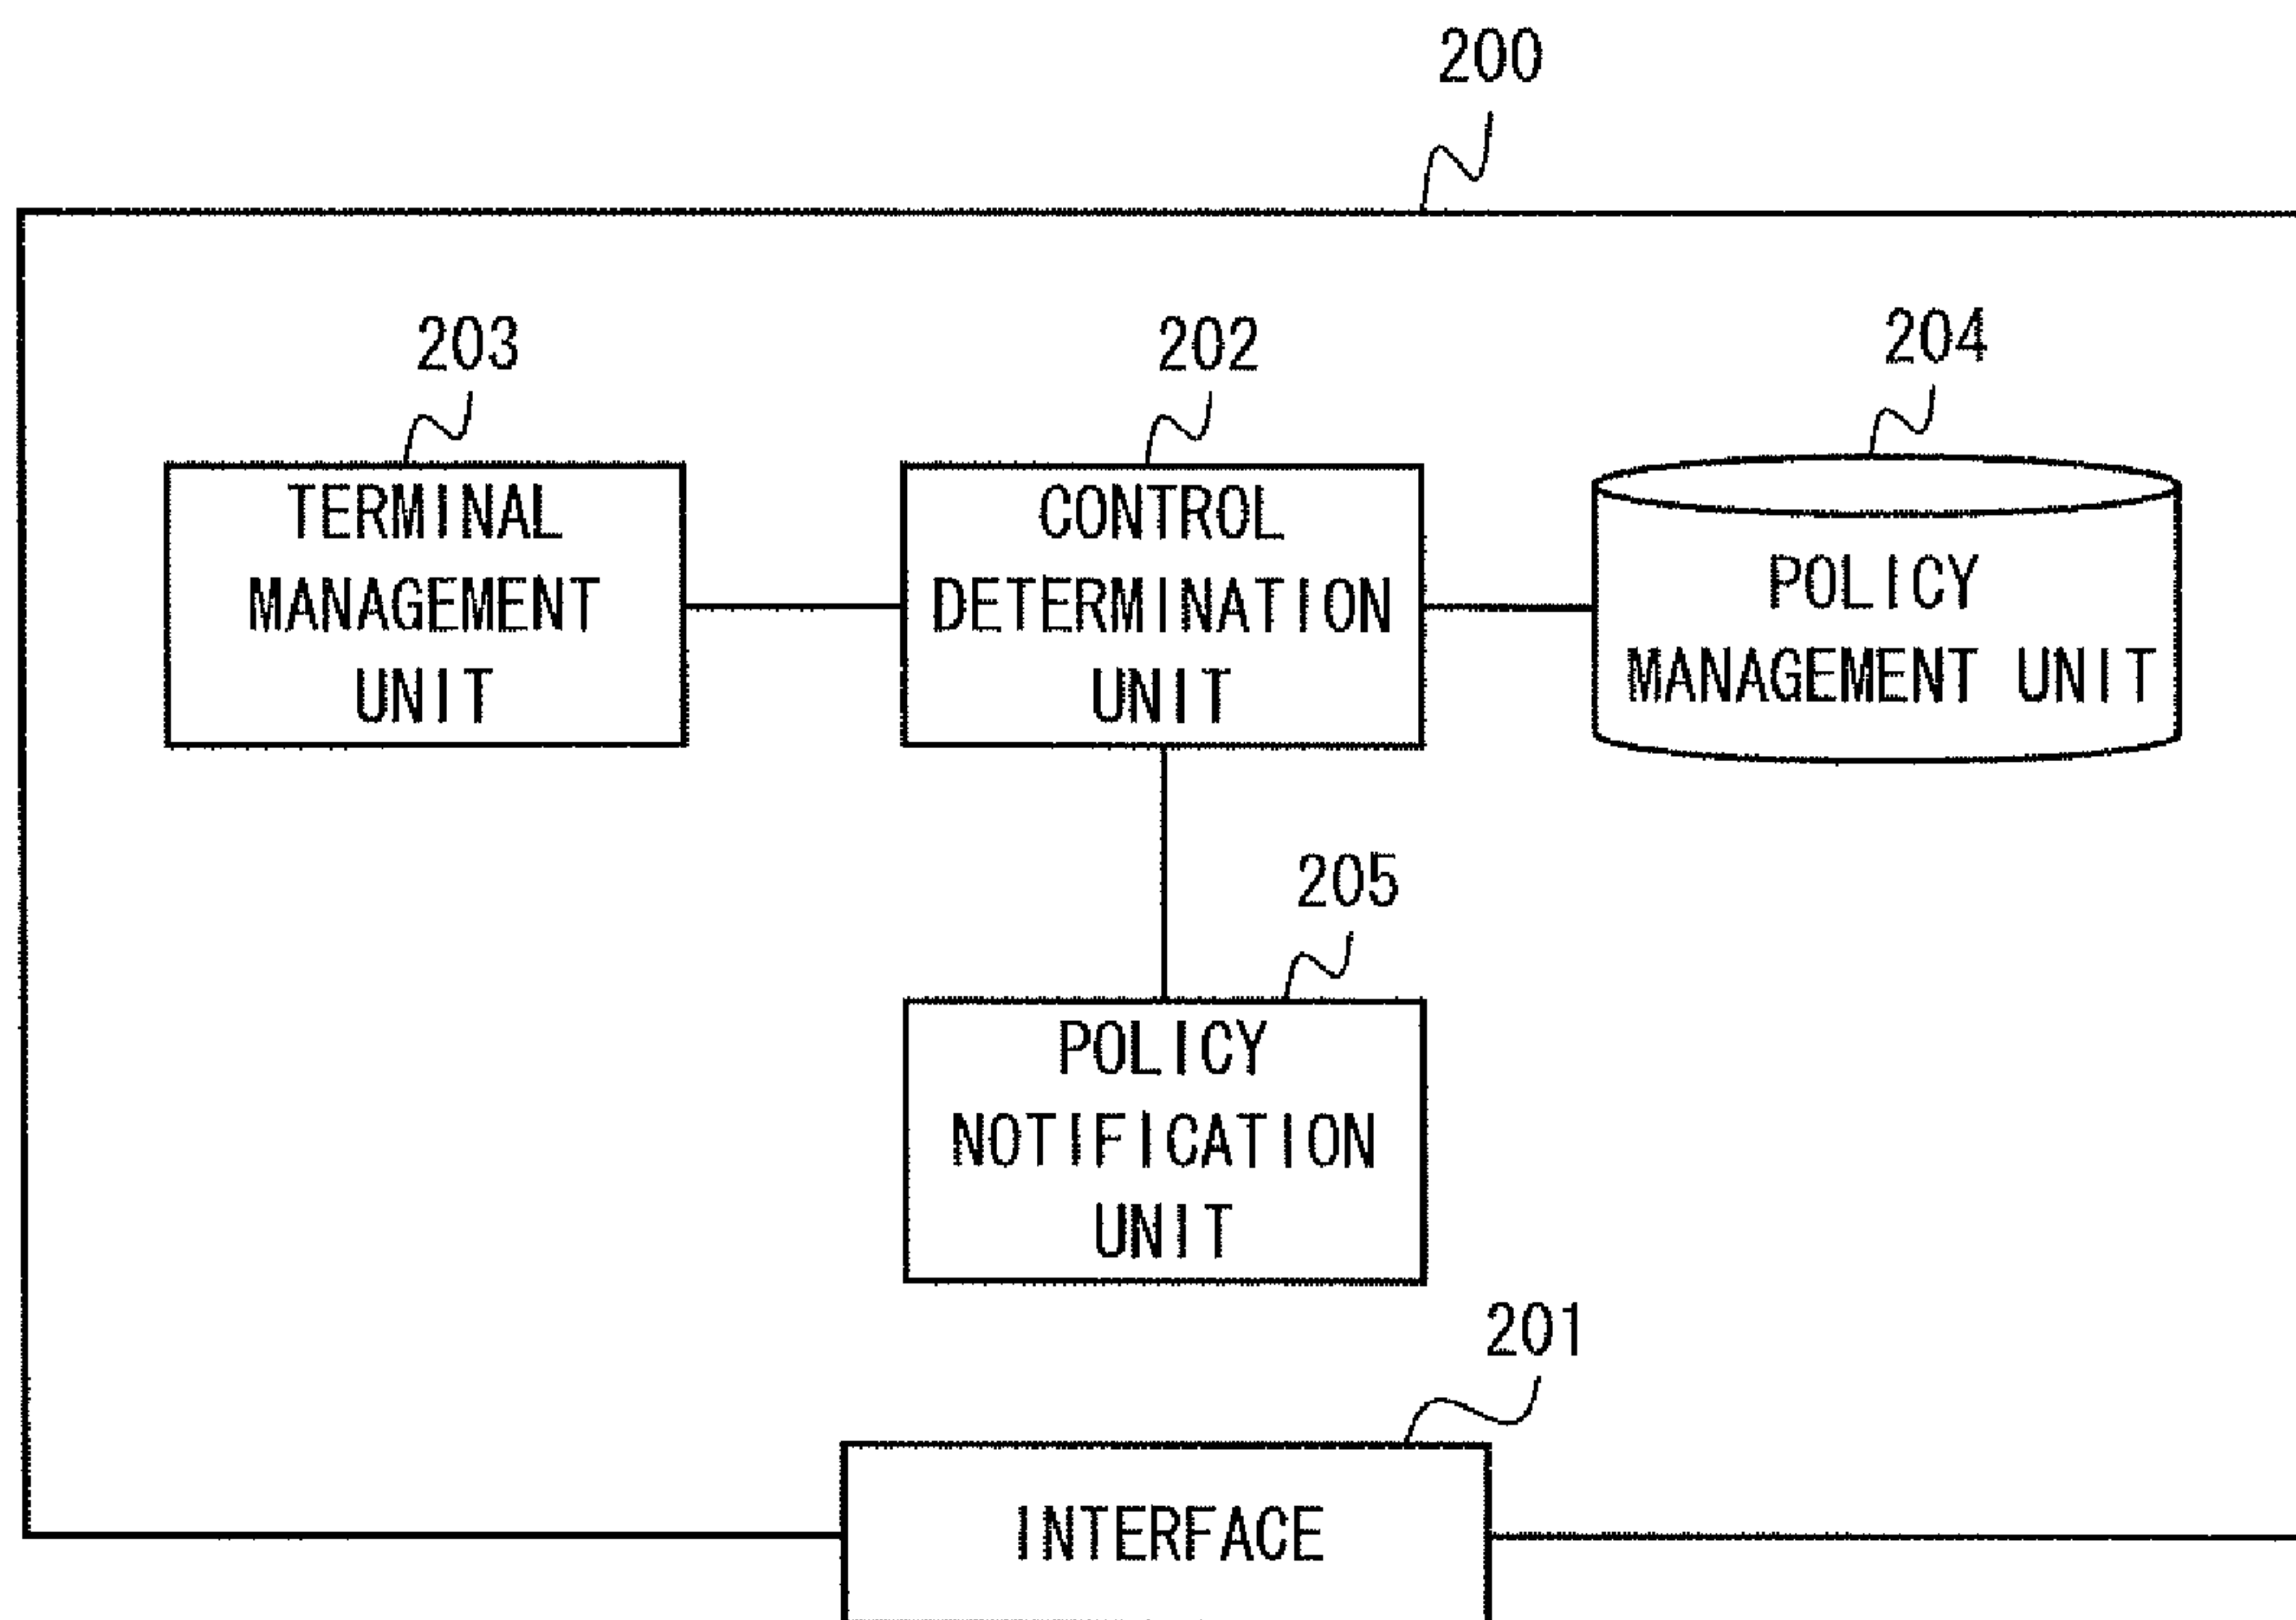 200
203
202
204
TERMINAL
MANAGEMENT
UNIT
CONTROL
DETERMINATION
UNIT
POLICY
MANAGEMENT UNIT
205
POLICY
NOTIFICATION
UNIT
201
INTERFACE